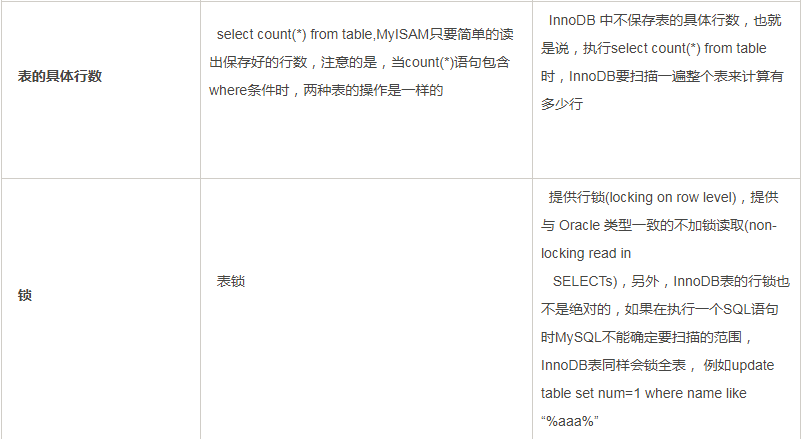 表的具体行数
select count(*) from table,MyISAM只要简单的读
出保存好的行数，注意的是，当count(*)语句包含
where条件时，两种表的操作是一样的
InnoDB 中不保存表的具体行数，也就
是说，执行select count(*) from table
时，InnoDB要扫描一遍整个表来计算有
多少行
锁
表锁
提供行锁(locking on row level)，提供
与 Oracle 类型一致的不加锁读取(non-
locking read in
SELECTs)，另外，InnoDB表的行锁也
不是绝对的，如果在执行一个SQL语句
时MySQL不能确定要扫描的范围，
InnoDB表同样会锁全表， 例如update
table set num=1 where name like
“%aaa%”